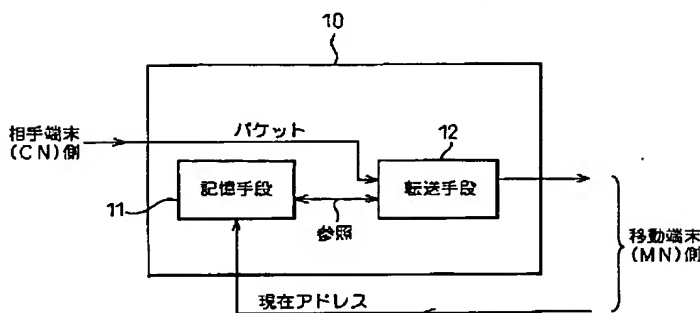 10
相手端末
(CN)側
パケット
12
記憶手段
転送手段
11
参照
移動端末
(MN)側
現在アドレス